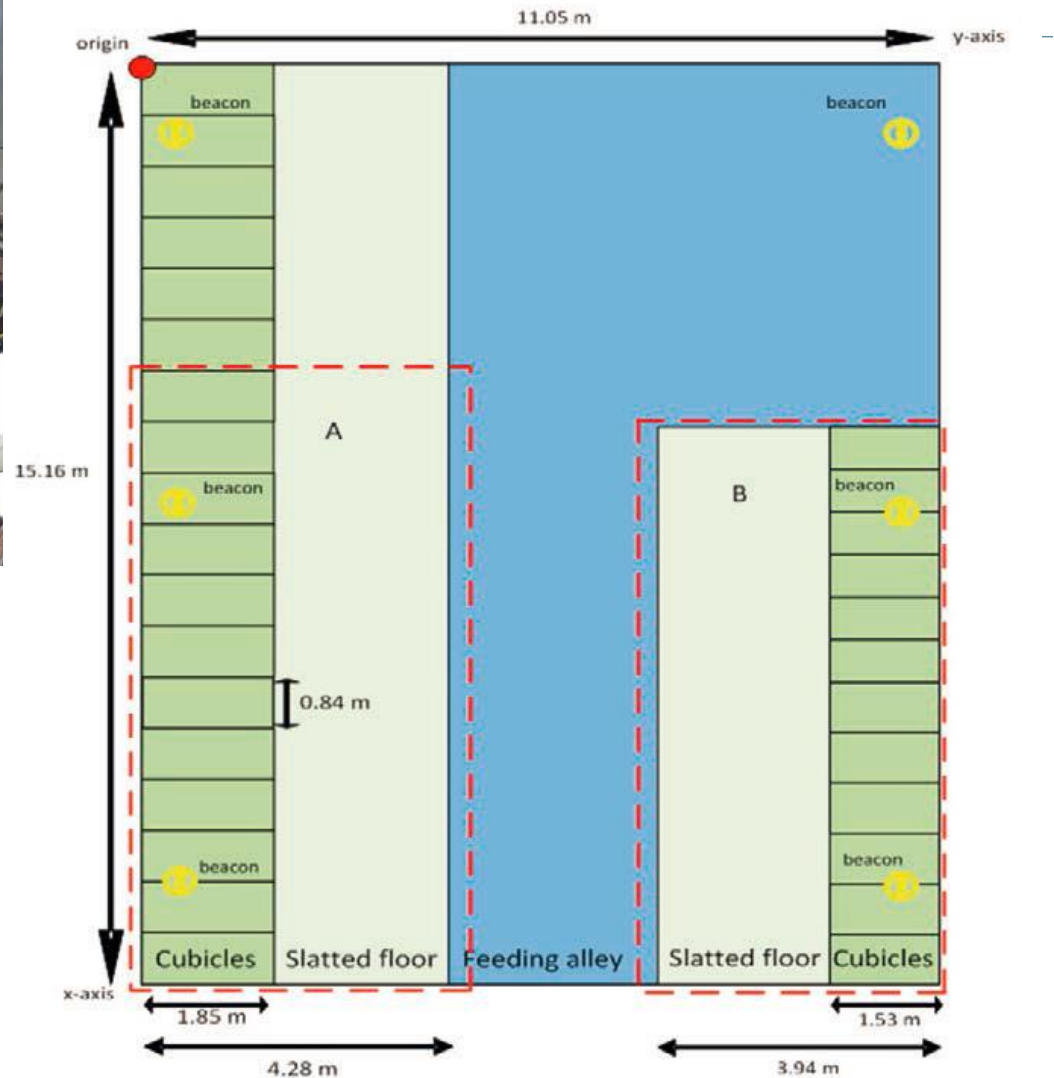 11.05 m
origin
y-axis
beacon
beacon
A
15.16 m
beacon
beacon
B
0.84 m
beacon
beacon
Cubicles
Slatted floor
Feeding alley
Slatted floor
Cubicles
x-axis
1.85 m
1.53 m
4.28 m
3.94 m